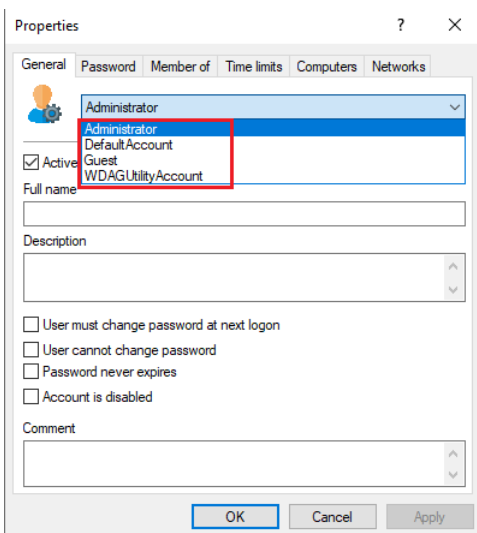 Properties ? ×
General Password Member of Time limits Computers Networks
Administrator
Administrator
DefaultAccount
Guest
WDAGUtilityAccount
Active
Full name
Description
User must change password at next logon
User cannot change password
Password never expires
Account is disabled
Comment
OK Cancel Apply